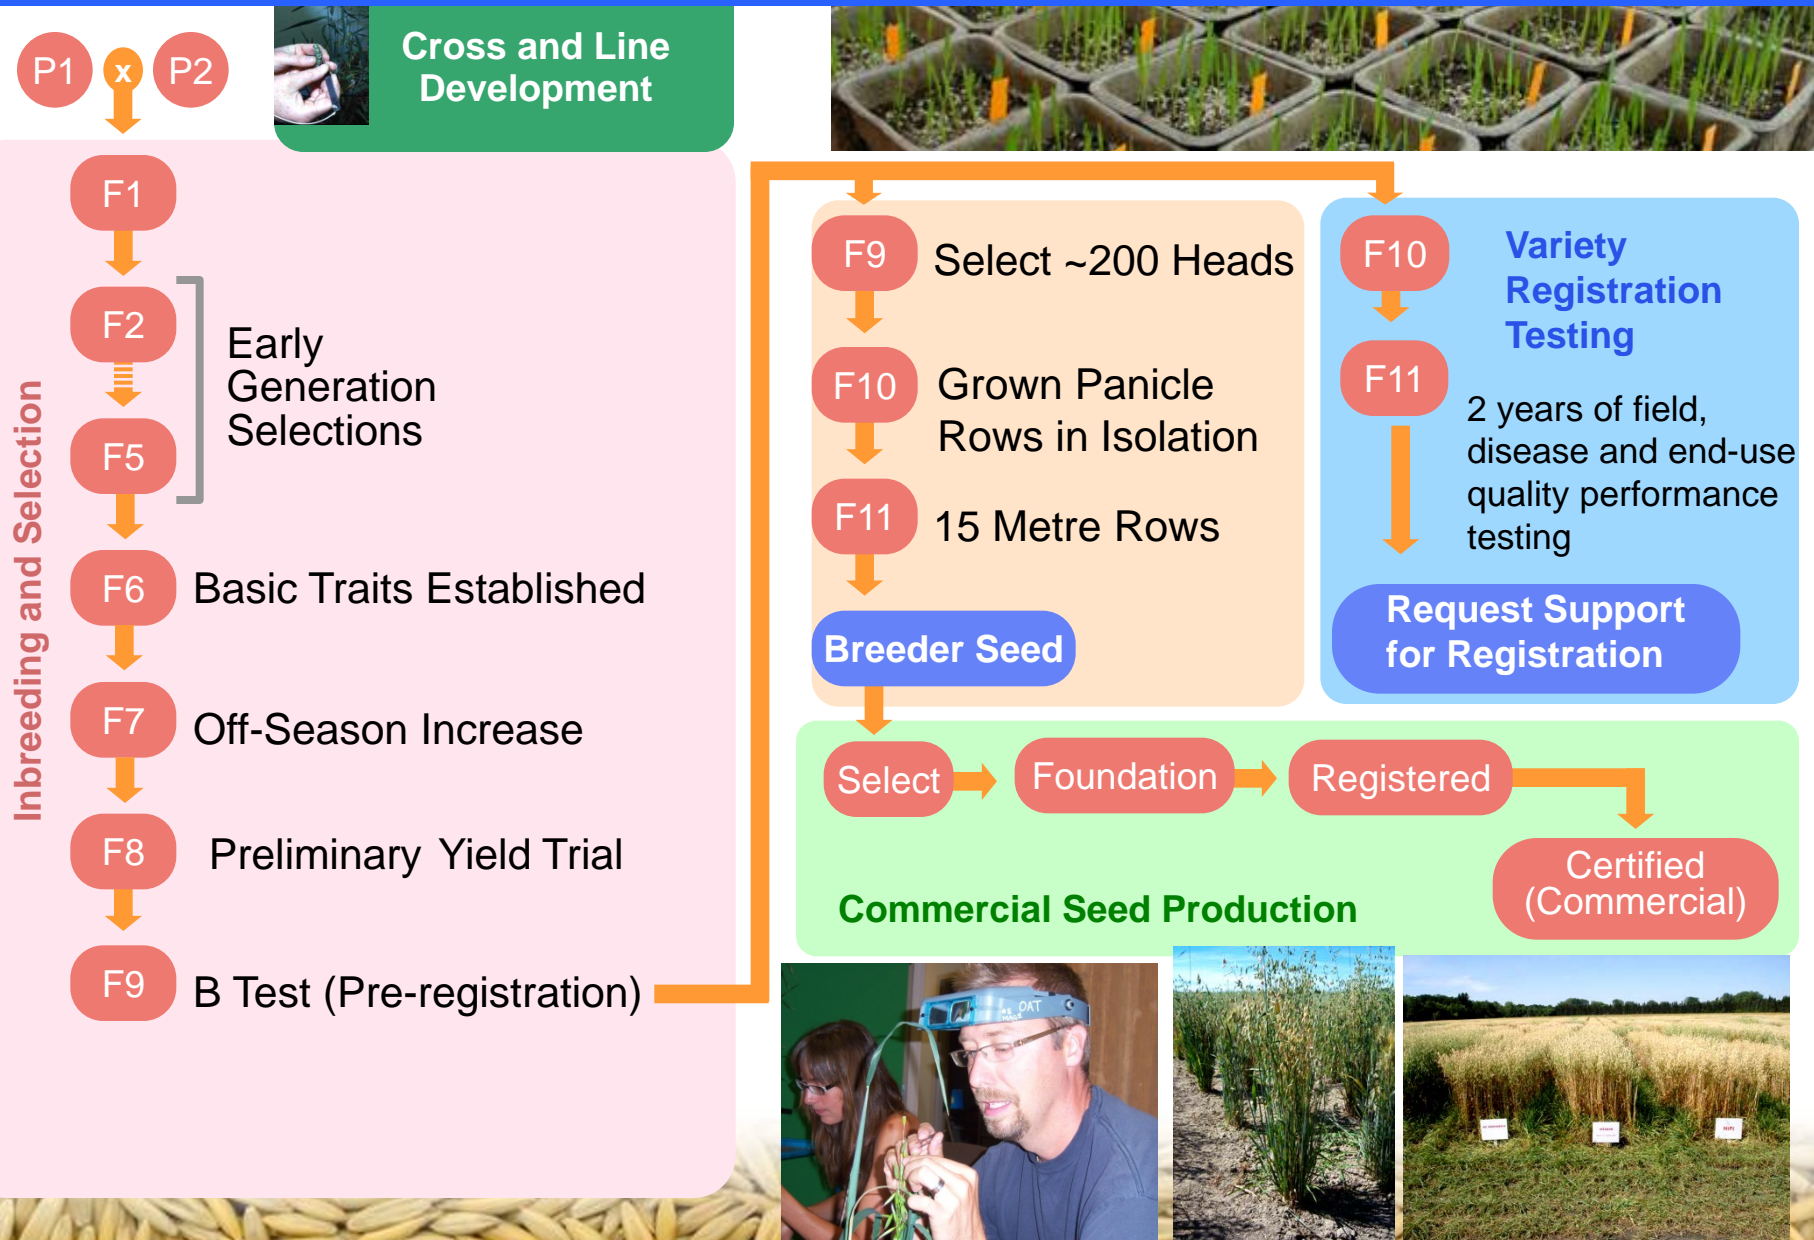 P1
x
P2
Cross and Line
Development
Inbreeding and Selection
F1
F2
F5
Early
Generation
Selections
F6
Basic Traits Established
F7
Off-Season Increase
F8
Preliminary Yield Trial
F9
B Test (Pre-registration)
F9
Select ~200 Heads
F10
Grown Panicle
Rows in Isolation
F11
15 Metre Rows
Breeder Seed
F10
Variety
Registration
Testing
F11
2 years of field,
disease and end-use
quality performance
testing
Request Support
for Registration
Select
Foundation
Registered
Certified
(Commercial)
Commercial Seed Production
OAT